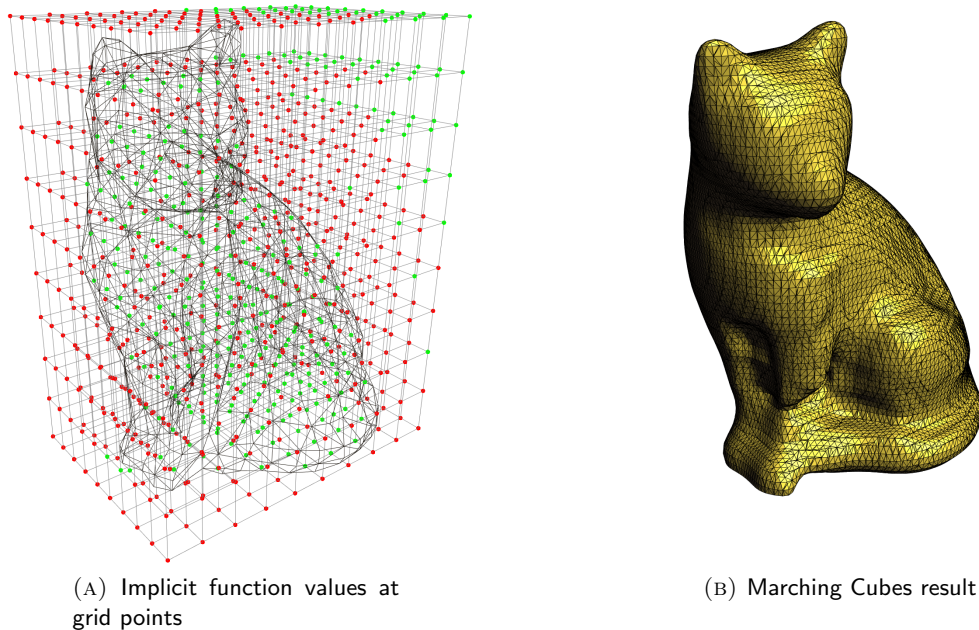 (A) Implicit function values at
grid points
(B) Marching Cubes result